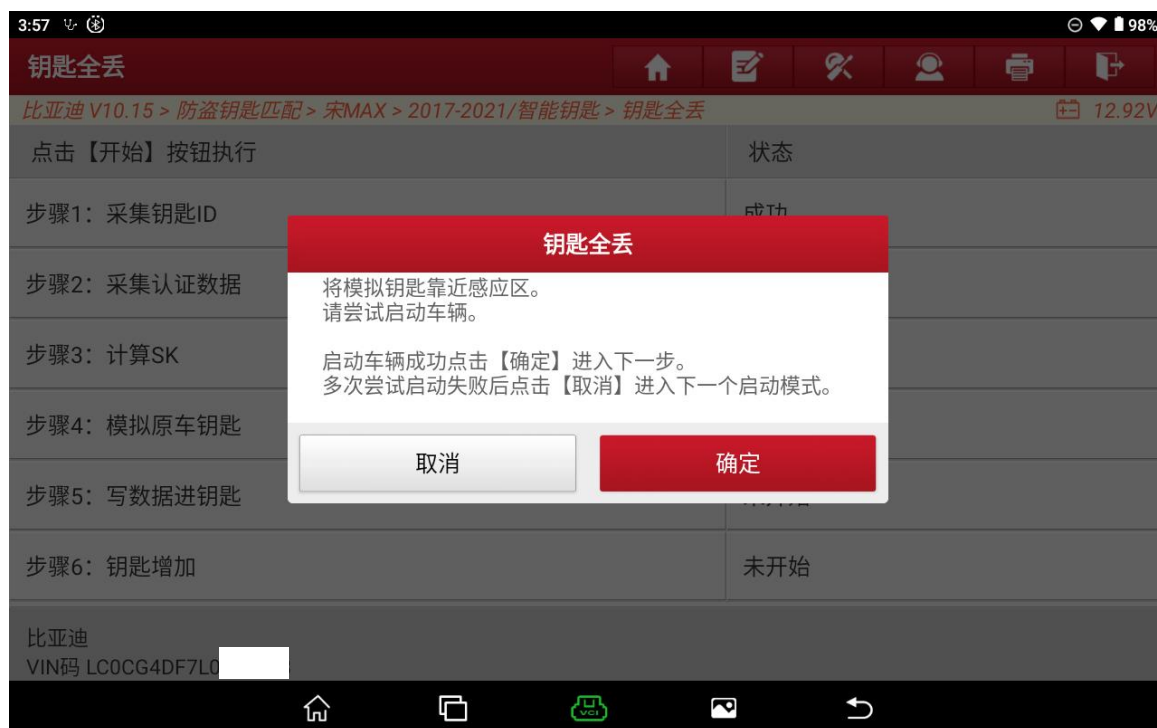 3:57
98%
钥匙全丢
比亚迪 V10.15 > 防盗钥匙匹配 > 宋MAX > 2017-2021/智能钥匙 > 钥匙全丢
12.92V
点击【开始】按钮执行
状态
步骤1：采集钥匙ID
成功
钥匙全丢
步骤2：采集认证数据
将模拟钥匙靠近感应区。
请尝试启动车辆。
步骤3：计算SK
启动车辆成功点击【确定】进入下一步。
多次尝试启动失败后点击【取消】进入下一个启动模式。
步骤4：模拟原车钥匙
取消
确定
步骤5：写数据进钥匙
步骤6：钥匙增加
未开始
比亚迪
VIN码 LC0CG4DF7L0
VCI